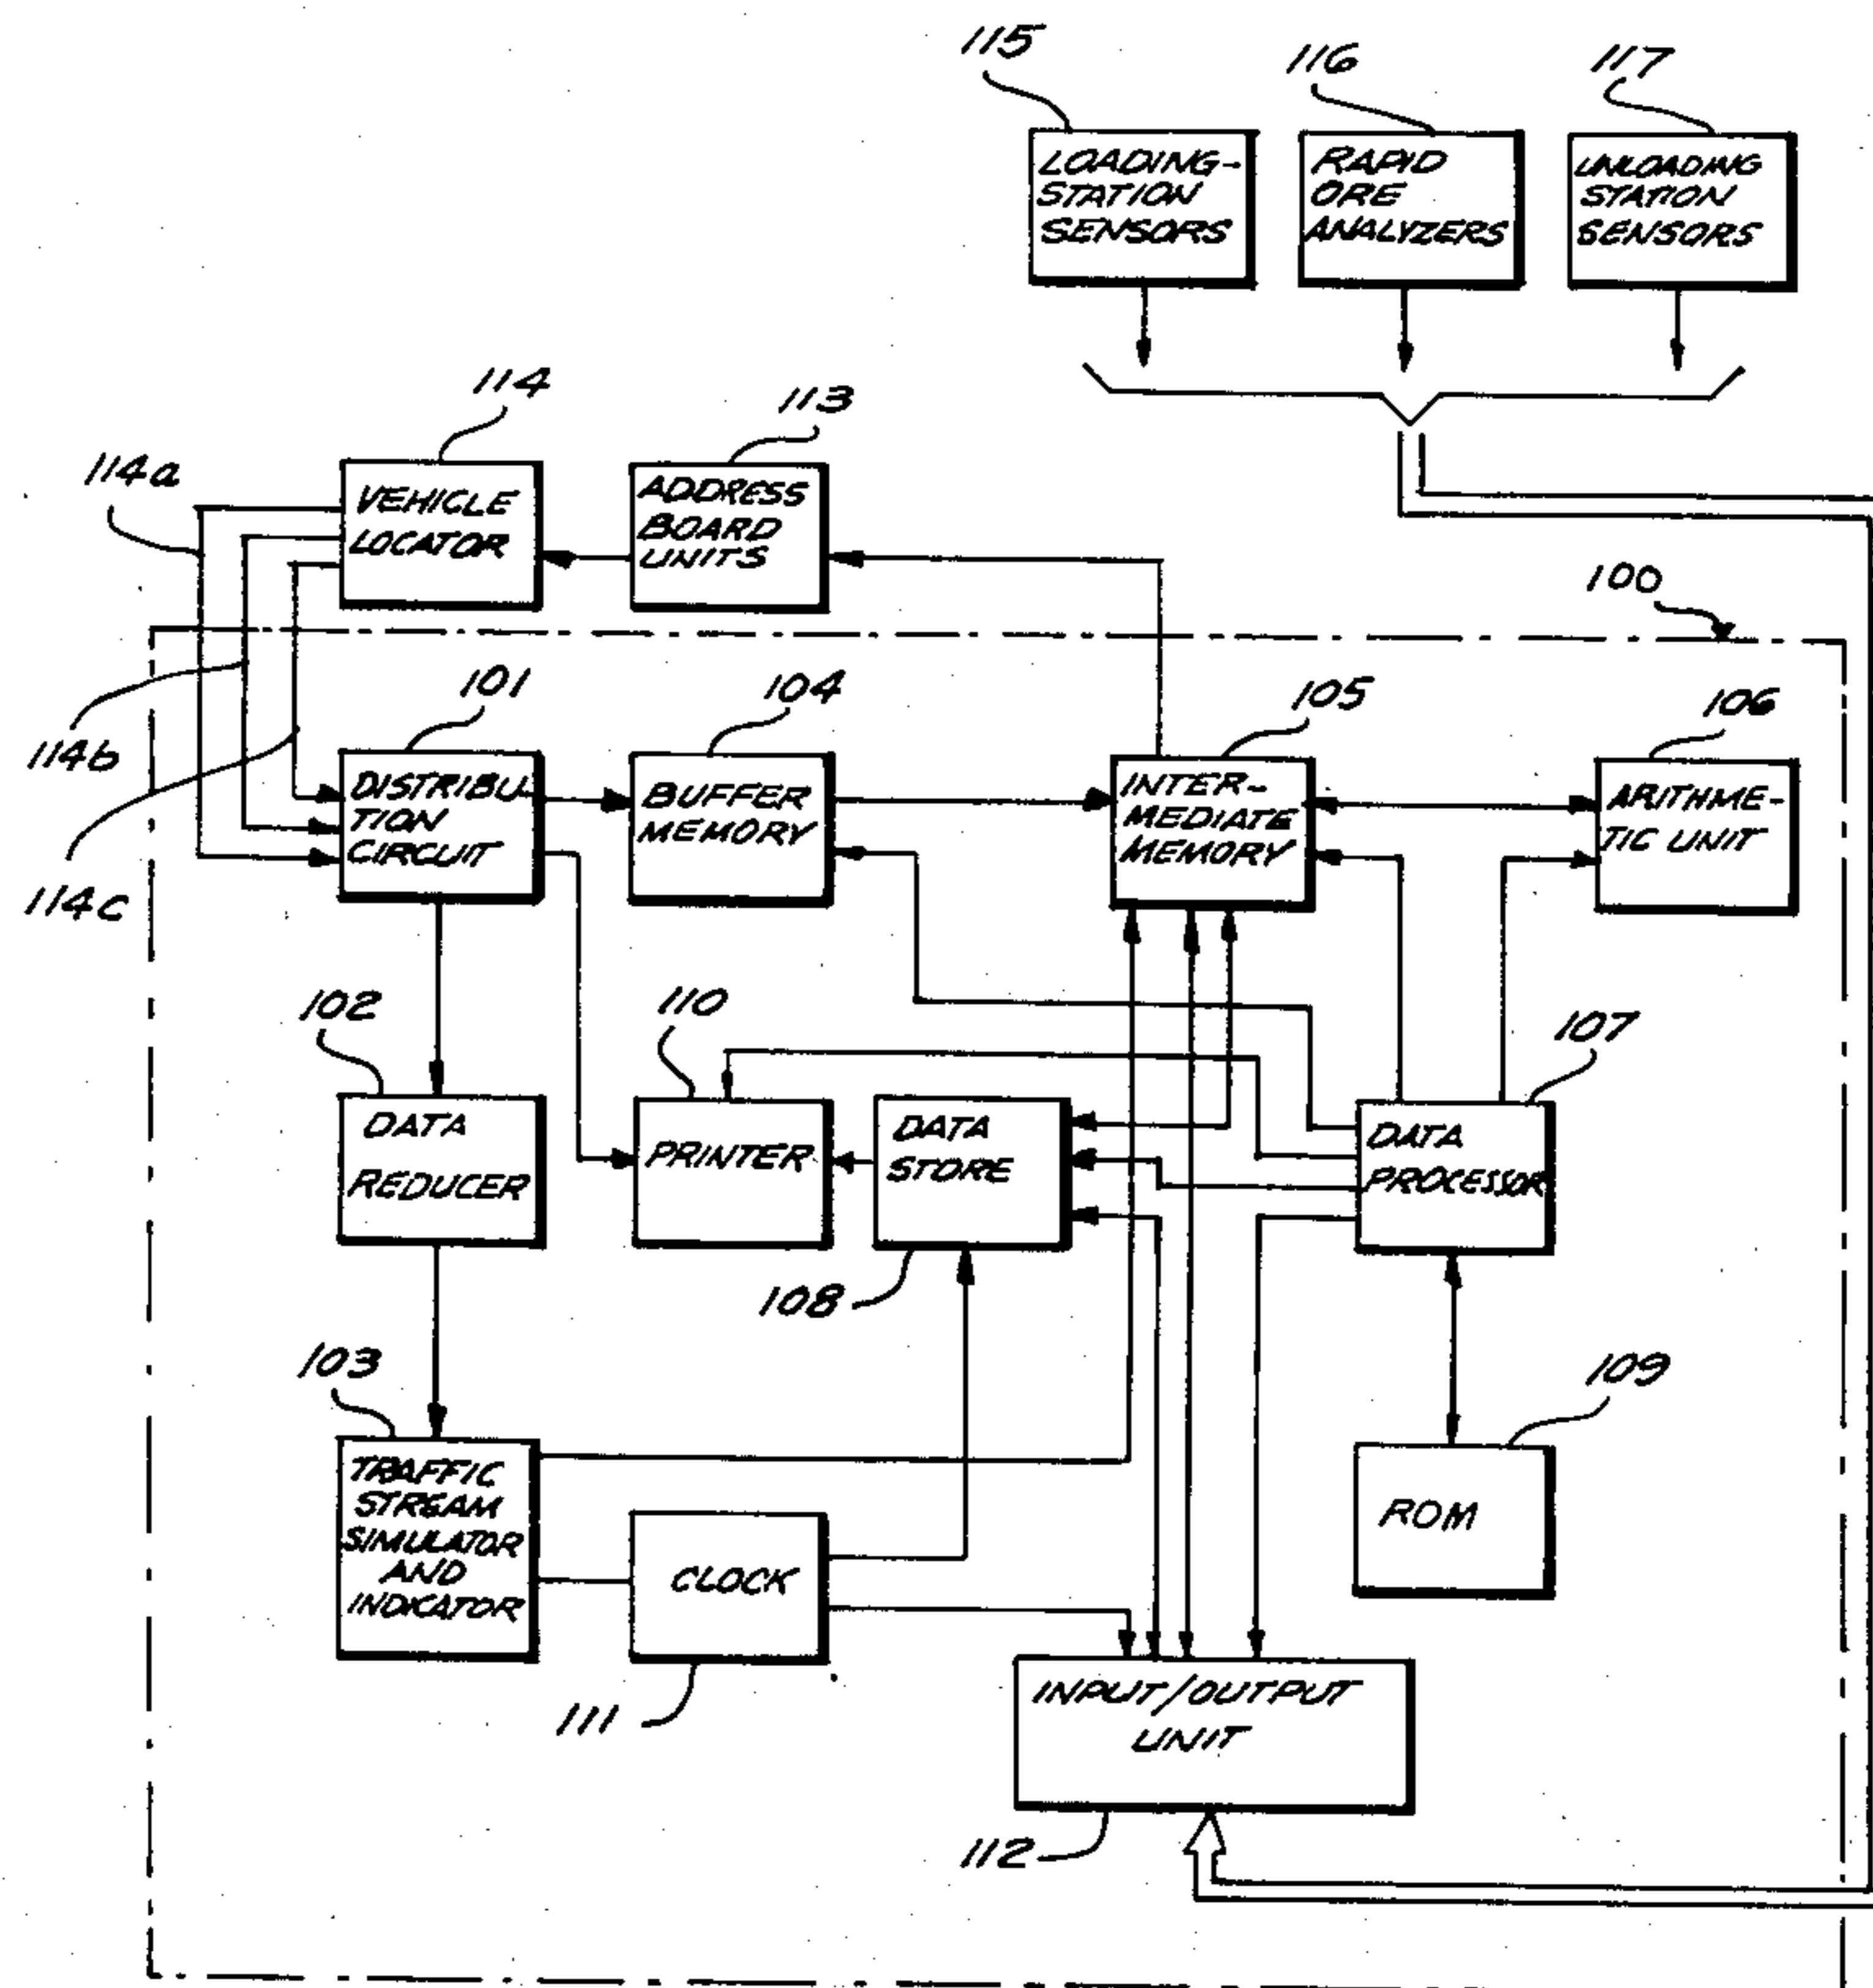 115
116
117
LOADING-
STATION
SENSORS
RAPID
ORE
ANALYZERS
UNLOADING
STATION
SENSORS
114
113
114a
VEHICLE
LOCATOR
ADDRESS
BOARD
UNITS
100
101
104
105
106
114b
DISTRIBU-
TION
CIRCUIT
BUFFER
MEMORY
INTER-
MEDIATE
MEMORY
ARITHME-
TIC UNIT
114c
102
110
107
DATA
REDUCER
PRINTER
DATA
STORE
DATA
PROCESSOR
108
103
109
TRAFFIC
STREAM
SIMULATOR
AND
INDICATOR
CLOCK
ROM
111
INPUT/OUTPUT
UNIT
112